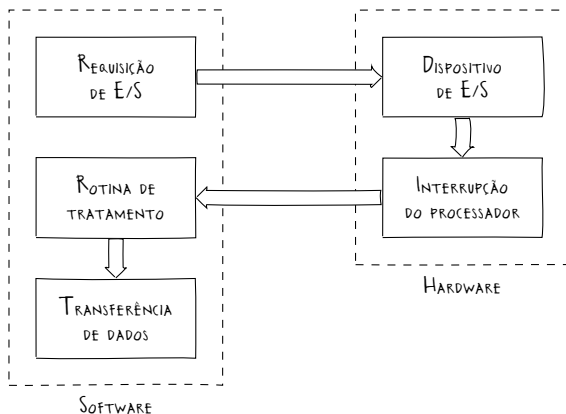 Requisição
de E/S
Dispositivo
de E/S
Rotina de
tratamento
Interrupção
do processador
Transferência
de dados
Hardware
Software